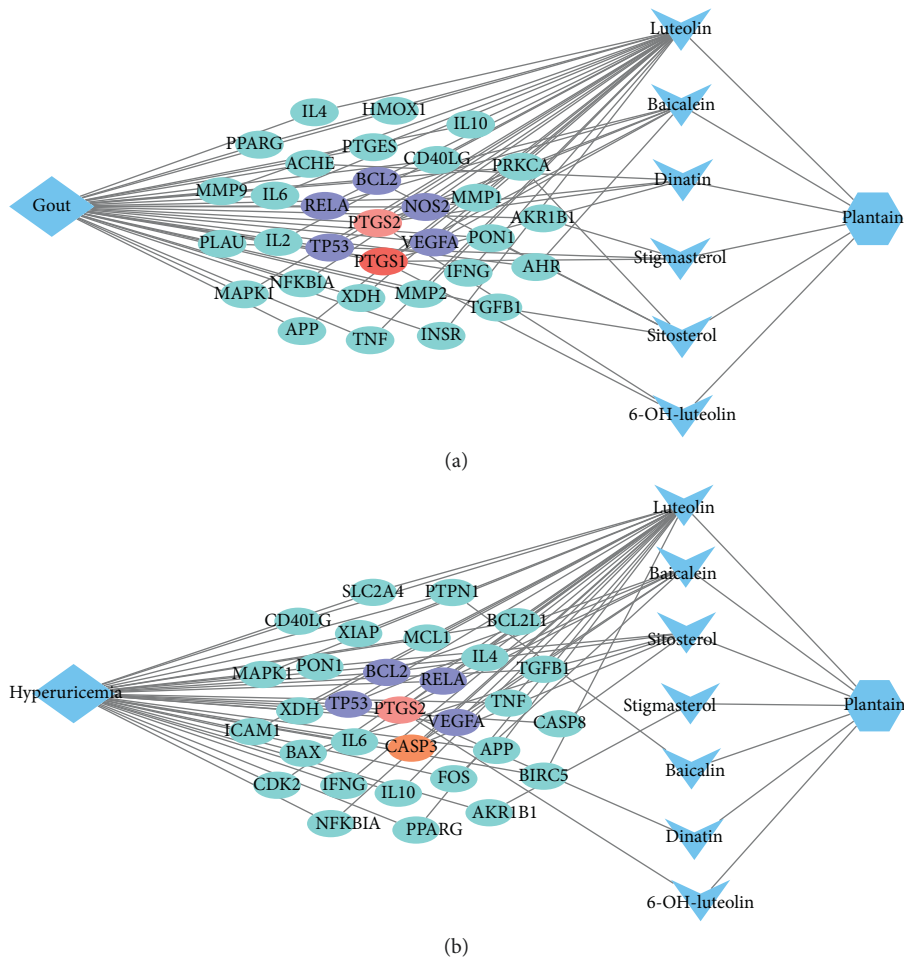 Luteolin
IL4
HMOX1
Baicalein
IL10
PPARG
PTGES
ACHE
CD40LG
PRKCA
BCL2
Dinatin
MMP9
IL6
MMP1
Gout
RELA
NOS2
Plantain
PTGS2
AKR1B1
PLAU
IL2
TP53
VEGFA
PON1
PTGS1
Stigmasterol
IFNG
AHR
MAPK1
NFKBIA
XDH
MMP2
TGFB1
APP
TNF
INSR
Sitosterol
6-OH-luteolin
(a)
Luteolin
Baicalein
SLC2A4
PTPN1
CD40LG
BCL2L1
XIAP
MCL1
Sitosterol
IL4
MAPK1
PON1
BCL2
TGFB1
RELA
Hyperuricemia
XDH
TP53
PTGS2
TNF
Stigmasterol
Plantain
ICAM1
VEGFA
CASP8
BAX
IL6
CASP3
APP
CDK2
IFNG
IL10
FOS
BIRC5
Baicalin
NFKBIA
PPARG
AKR1B1
Dinatin
6-OH-luteolin
(b)